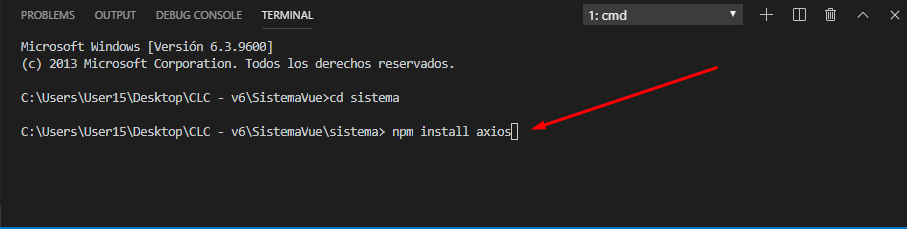 PROBLEMS OUTPUT DEBUG CONSOLE TERMINAL 1: cmd
Microsoft Windows [Versión 6.3.9600]
(c) 2013 Microsoft Corporation. Todos los derechos reservados.
C:\Users\User15\Desktop\CLC - v6\SistemaVue>cd sistema
C:\Users\User15\Desktop\CLC - v6\SistemaVue\sistema> npm install axios